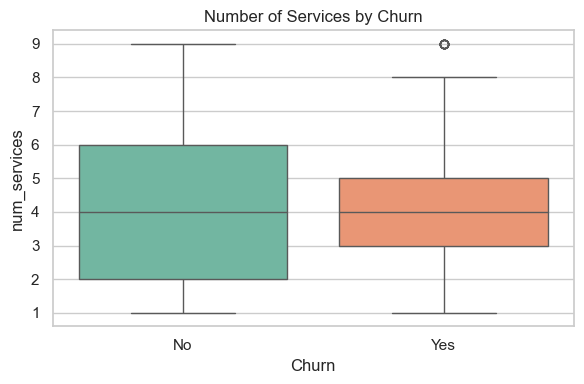 Number of Services by Churn
num_services
9
8
7
6
5
4
3
2
1
No Yes
Churn